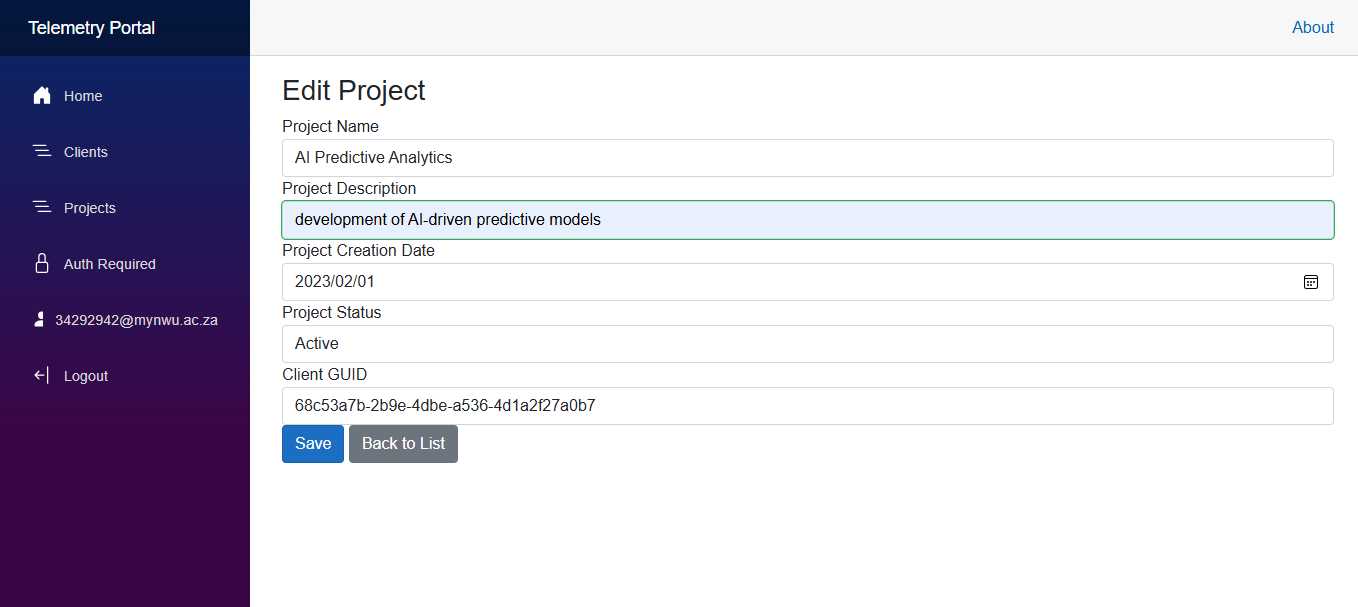 Telemetry Portal
About
Home
Clients
Projects
Auth Required
34292942@mynwu.ac.za
Logout
Edit Project
Project Name
AI Predictive Analytics
Project Description
development of AI-driven predictive models
Project Creation Date
2023/02/01
Project Status
Active
Client GUID
68c53a7b-2b9e-4dbe-a536-4d1a2f27a0b7
Save
Back to List